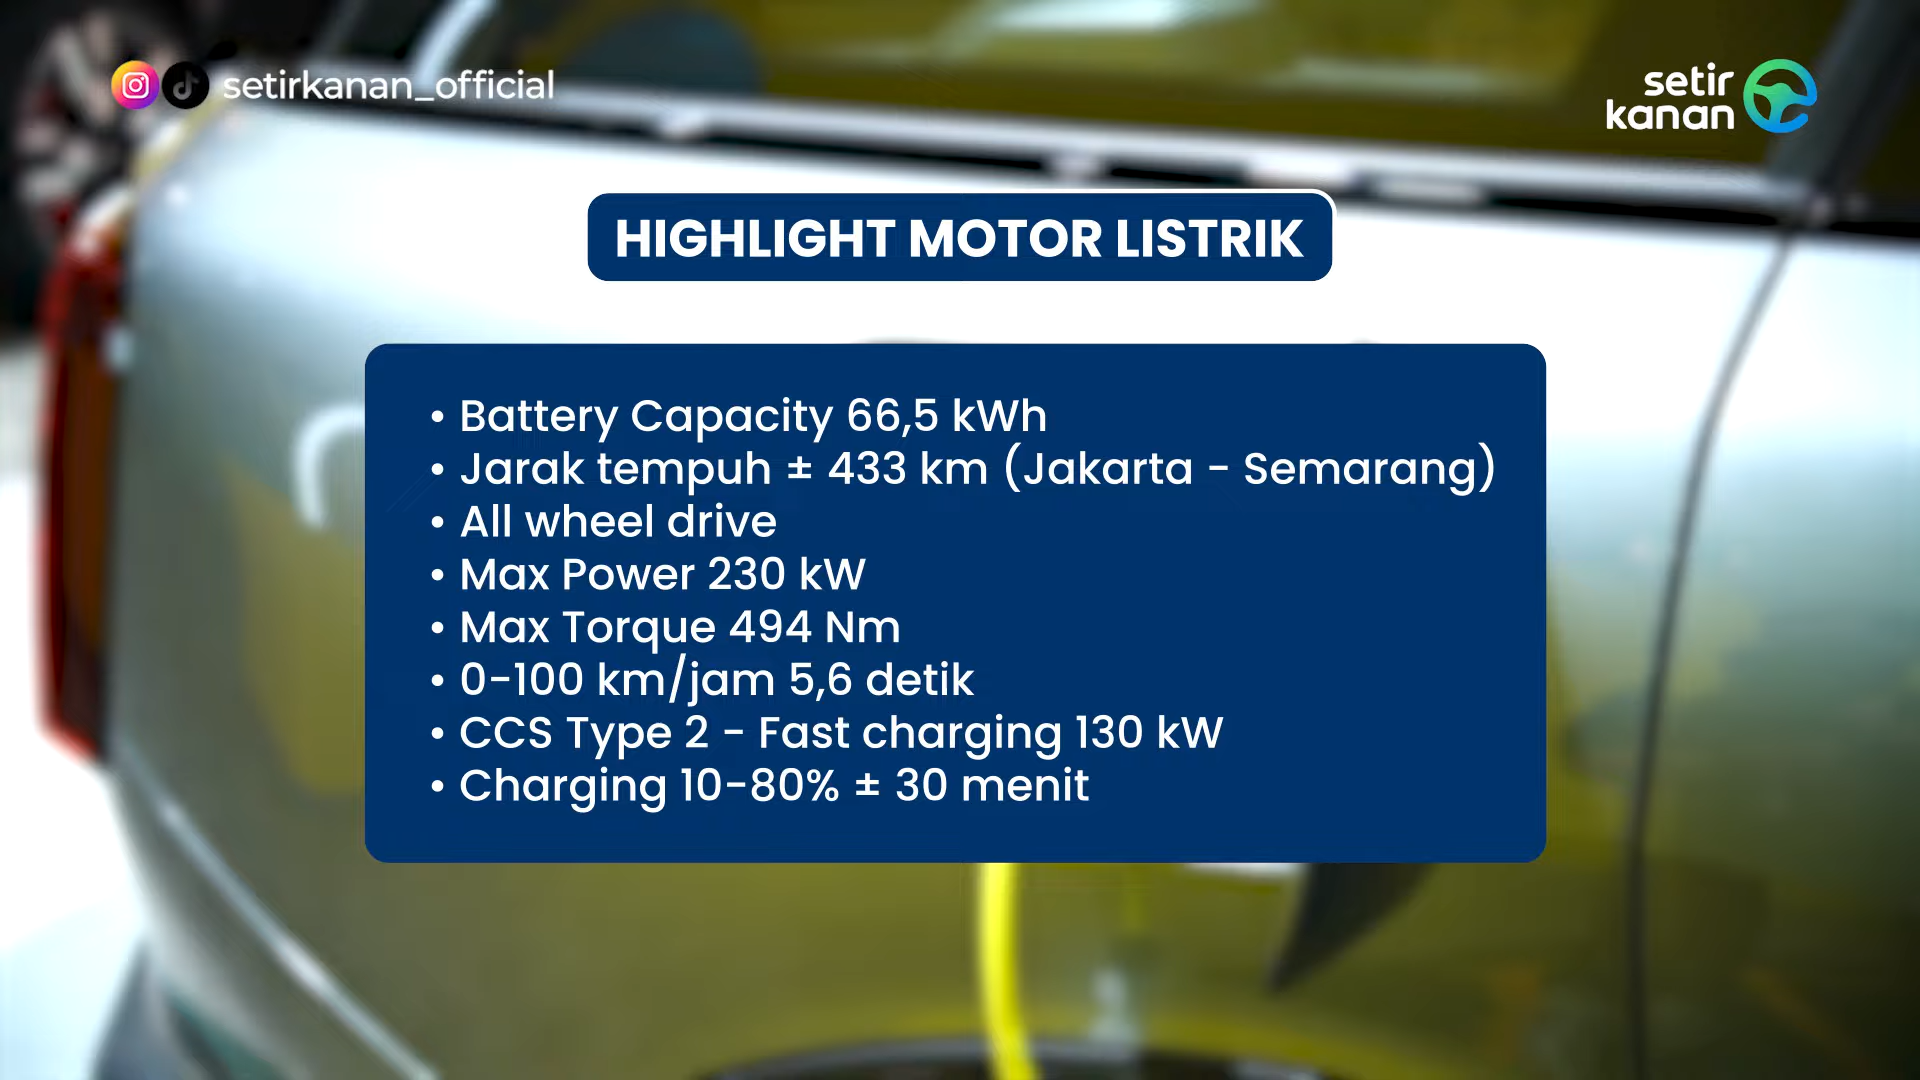 setirkanan_official
setir
kanan
HIGHLIGHT MOTOR LISTRIK
• Battery Capacity 66,5 kWh
• Jarak tempuh ± 433 km (Jakarta - Semarang)
• All wheel drive
• Max Power 230 kW
• Max Torque 494 Nm
• 0-100 km/jam 5,6 detik
• CCS Type 2 - Fast charging 130 kW
• Charging 10-80% ± 30 menit